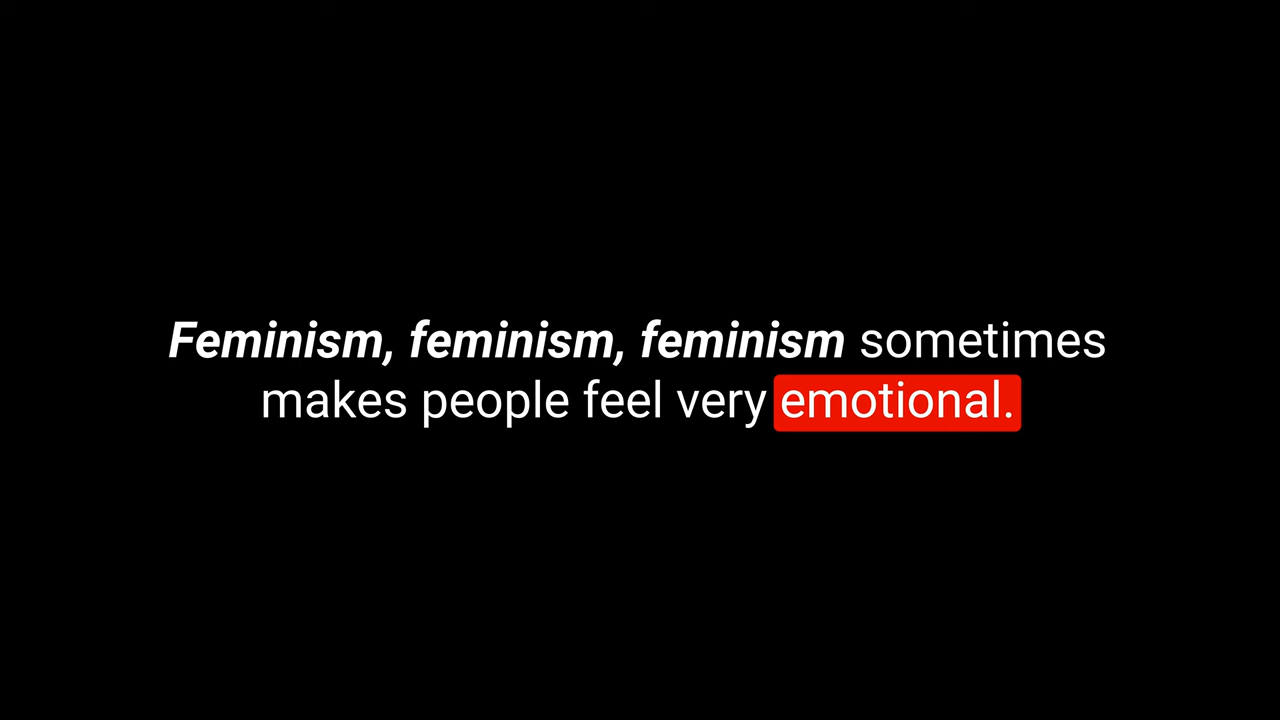 Feminism, feminism, feminism sometimes
makes people feel very emotional.